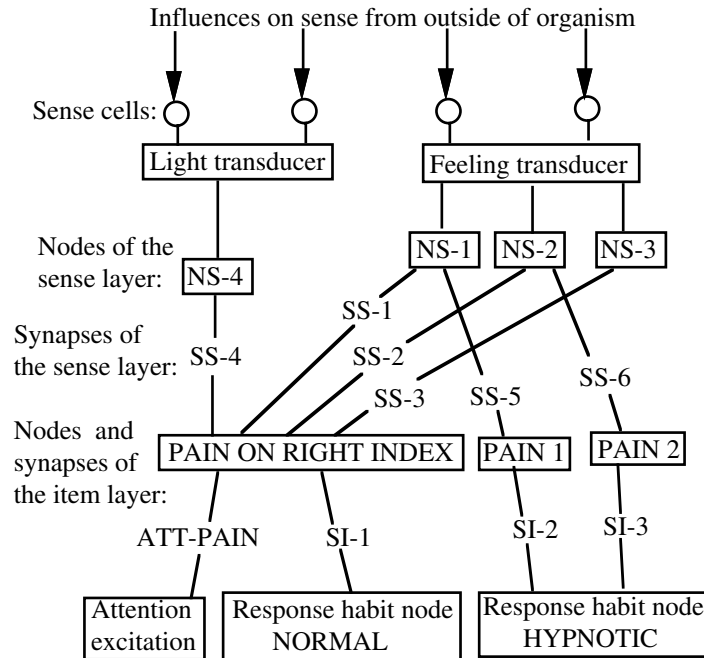 Influences on sense from outside of organism
Sense cells:
Light transducer
Feeling transducer
Nodes of the
sense layer:
NS-4
NS-1
NS-2
NS-3
SS-1
Synapses of
the sense layer:
SS-4
SS-2
SS-3
SS-5
SS-6
Nodes and
synapses of
the item layer:
PAIN ON RIGHT INDEX
PAIN 1
PAIN 2
ATT-PAIN
SI-1
SI-2
SI-3
Attention
excitation
Response habit node
NORMAL
Response habit node
HYPNOTIC